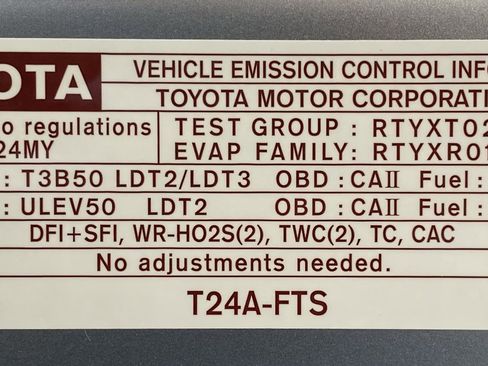 OTA VEHICLE EMISSION CONTROL INFO
TOYOTA MOTOR CORPORATI
o regulations TEST GROUP : RTYXT02
24MY EVAP FAMILY: RTYXR01
: T3B50 LDT2/LDT3 OBD : CAII Fuel :
: ULEV50 LDT2 OBD : CAII Fuel :
DFI+SFI, WR-HO2S(2), TWC(2), TC, CAC
No adjustments needed.
T24A-FTS